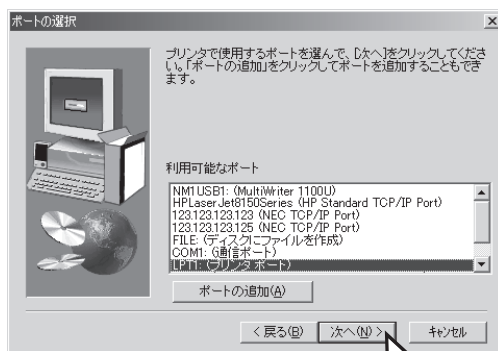 ポートの選択
プリンタで使用するポートを選んで、[次へ]をクリックしてくださ
い。「ポートの追加」をクリックしてポートを追加することもでき
ます。
利用可能なポート
NM1USB1: (MultiWriter 1100U)
HPLaserJet8150Series (HP Standard TCP/IP Port)
123.123.123.123 (NEC TCP/IP Port)
123.123.123.125 (NEC TCP/IP Port)
FILE: (ディスクにファイルを作成)
COM1: (通信ポート)
LPT1: (プリンタ ポート)
ポートの追加(A)
< 戻る(B)
次へ(N) >
キャンセル